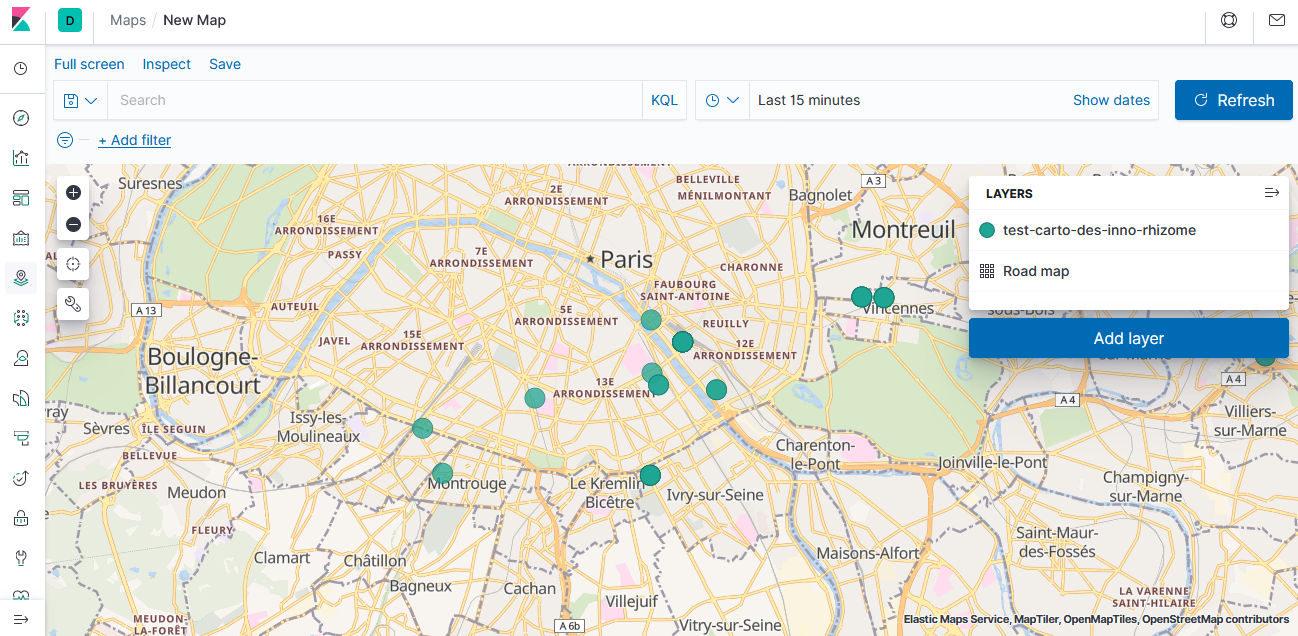 D
Maps / New Map
Full screen Inspect Save
Search KQL Last 15 minutes Show dates Refresh
+ Add filter
LAYERS
test-carto-des-inno-rhizome
Road map
Add layer
ARRONDISSEMENT
Suresnes
2E
ARRONDISSEMENT
BELLEVILLE
MÉNILMONTANT
Bagnolet
A 3
16E
ARRONDISSEMENT
Montreuil
PASSY
7E
ARRONDISSEMENT
Paris
CHARONNE
FAUBOURG
SAINT-ANTOINE
A 13
AUTEUIL
5E
ARRONDISSEMENT
REUILLY
Vincennes
sous-Bois
JAVEL
15E
ARRONDISSEMENT
12E
ARRONDISSEMENT
Boulogne-
Billancourt
sur-Marne
13E
ARRONDISSEMENT
A 4
A 4
ray
Sèvres
ÎLE SEGUIN
Issy-les-
Moulineaux
Villiers-
sur-Marne
BELLEVUE
Charenton-
le-Pont
Joinville-le-Pont
LES BRUYÈRES
Meudon
Montrouge
Le Kremlin-
Bicêtre
Ivry-sur-Seine
Champigny-
sur-Marne
FLEURY
Clamart
Châtillon
Bagneux
Cachan
Villejuif
Maisons-Alfort
Saint-Maur-
des-Fossés
LA VARENNE
SAINT-HILAIRE
MEUDON-
LA-FORÊT
A 6b
Vitry-sur-Seine
Elastic Maps Service, MapTiler, OpenMapTiles, OpenStreetMap contributors